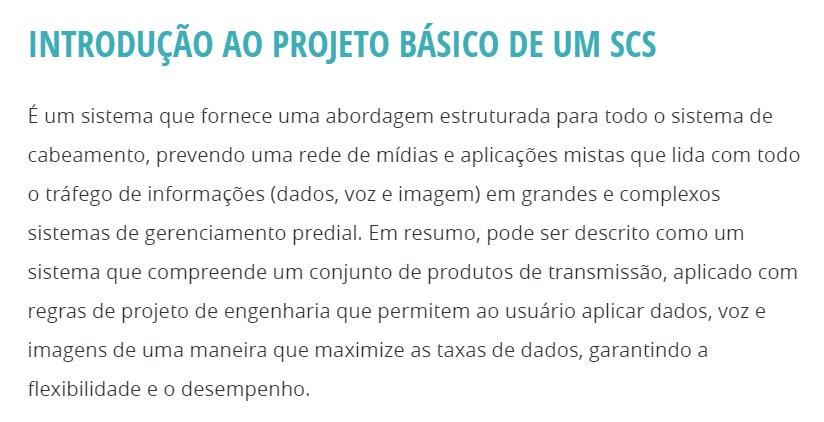 INTRODUÇÃO AO PROJETO BÁSICO DE UM SCS
É um sistema que fornece uma abordagem estruturada para todo o sistema de
cabeamento, prevendo uma rede de mídias e aplicações mistas que lida com todo
o tráfego de informações (dados, voz e imagem) em grandes e complexos
sistemas de gerenciamento predial. Em resumo, pode ser descrito como um
sistema que compreende um conjunto de produtos de transmissão, aplicado com
regras de projeto de engenharia que permitem ao usuário aplicar dados, voz e
imagens de uma maneira que maximize as taxas de dados, garantindo a
flexibilidade e o desempenho.